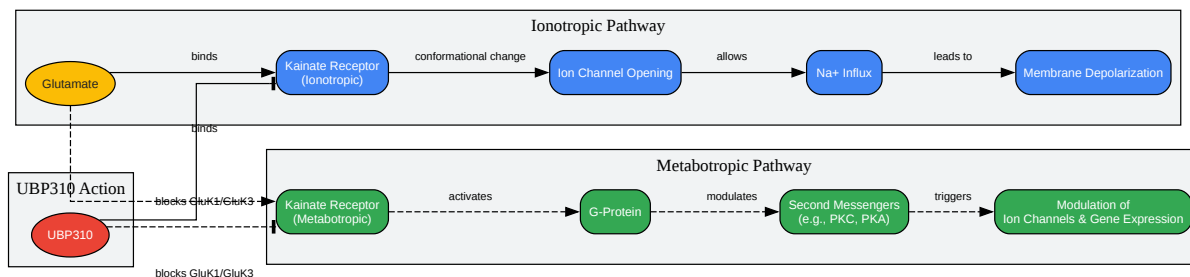 Ionotropic Pathway
binds
Kainate Receptor
(Ionotropic)
conformational change
Ion Channel Opening
allows
Na+ Influx
leads to
Membrane Depolarization
Glutamate
binds
Metabotropic Pathway
UBP310 Action
blocks GluK1/GluK3
Kainate Receptor
(Metabotropic)
activates
G-Protein
modulates
Second Messengers
(e.g., PKC, PKA)
triggers
Modulation of
Ion Channels & Gene Expression
UBP310
blocks GluK1/GluK3